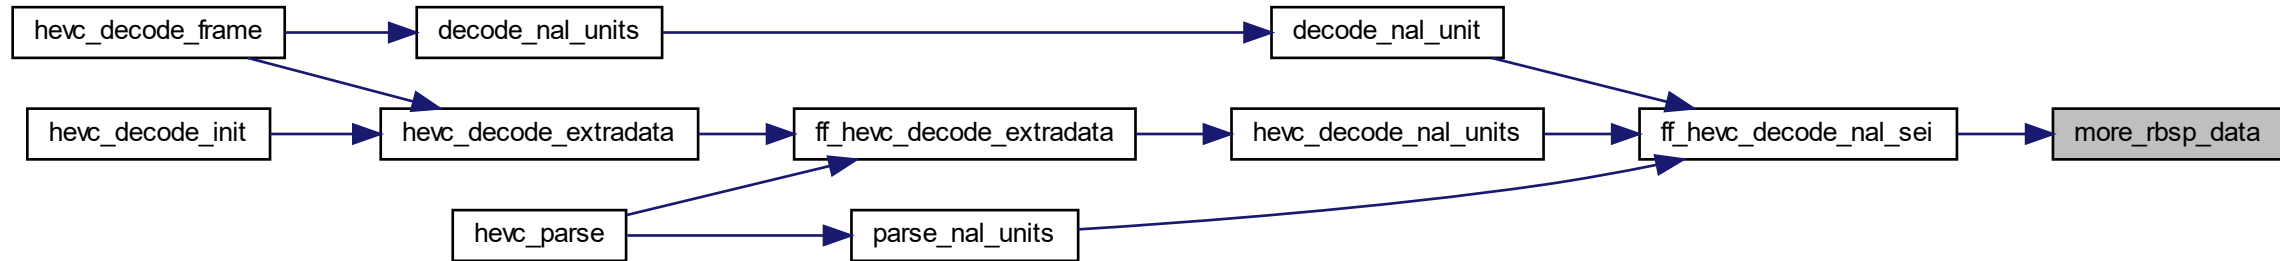 hevc_decode_frame
decode_nal_units
decode_nal_unit
hevc_decode_init
hevc_decode_extradata
ff_hevc_decode_extradata
hevc_decode_nal_units
ff_hevc_decode_nal_sei
more_rbsp_data
hevc_parse
parse_nal_units